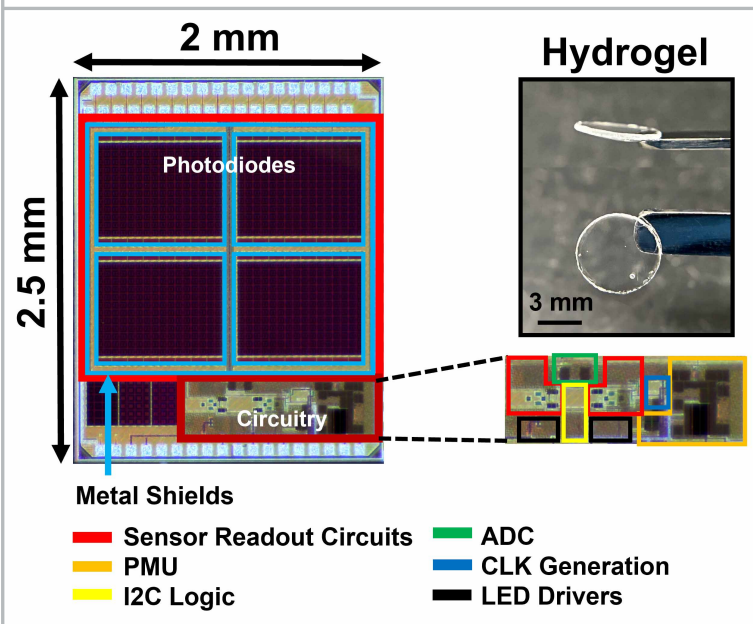 2 mm
Hydrogel
2.5 mm
Photodiodes
3 mm
Circuitry
Metal Shields
Sensor Readout Circuits
PMU
I2C Logic
ADC
CLK Generation
LED Drivers